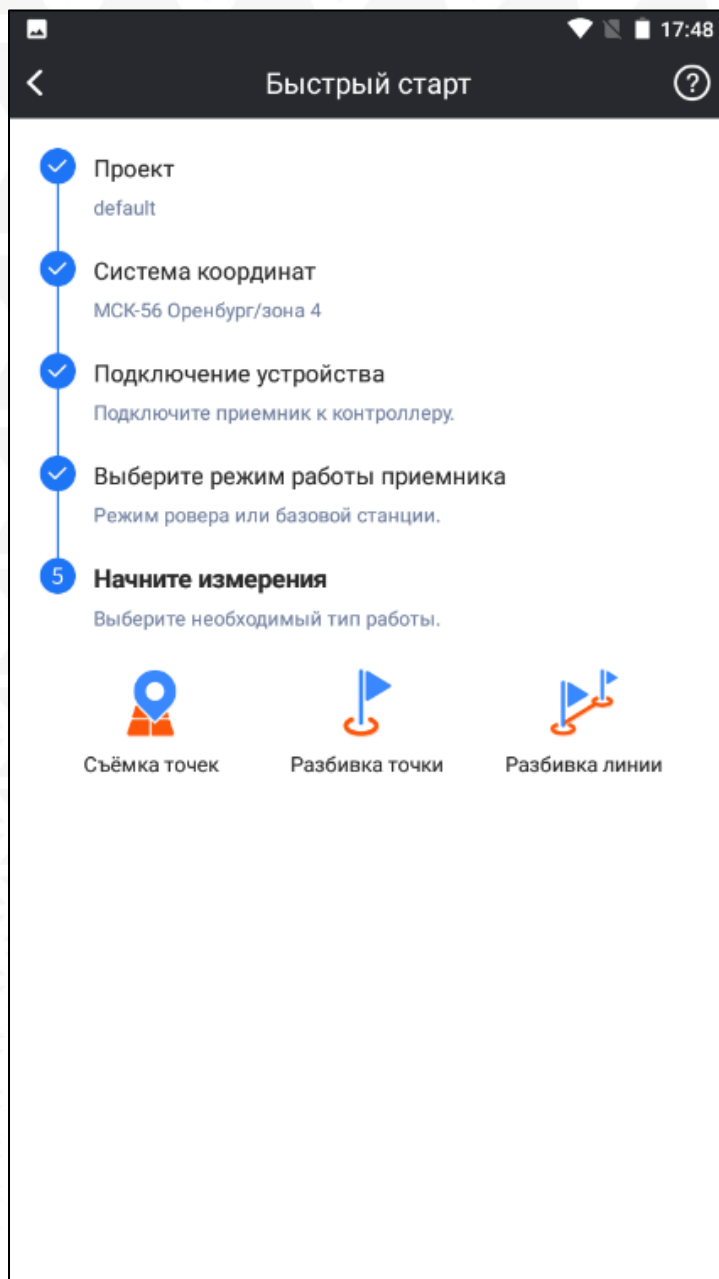 17:48
Быстрый старт
?
Проект
default
Система координат
МСК-56 Оренбург/зона 4
Подключение устройства
Подключите приемник к контроллеру.
Выберите режим работы приемника
Режим ровера или базовой станции.
5 Начните измерения
Выберите необходимый тип работы.
Съёмка точек Разбивка точки Разбивка линии